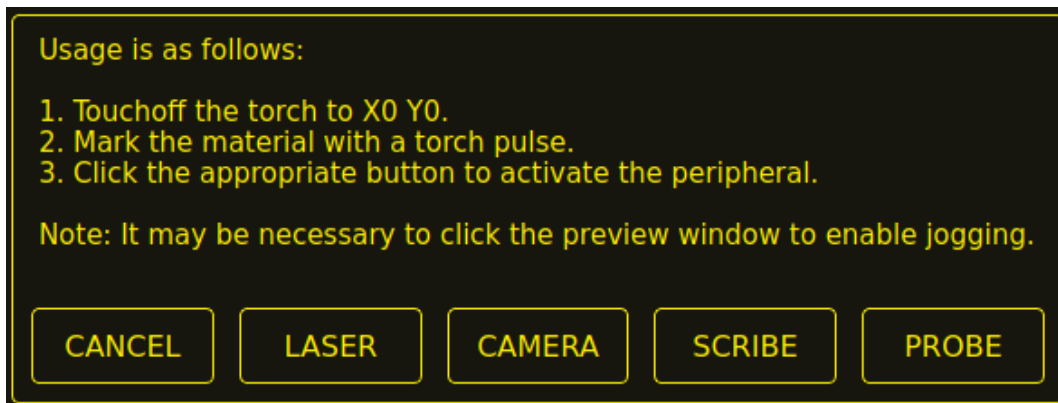 Usage is as follows:
1. Touchoff the torch to X0 Y0.
2. Mark the material with a torch pulse.
3. Click the appropriate button to activate the peripheral.
Note: It may be necessary to click the preview window to enable jogging.
CANCEL LASER CAMERA SCRIBE PROBE